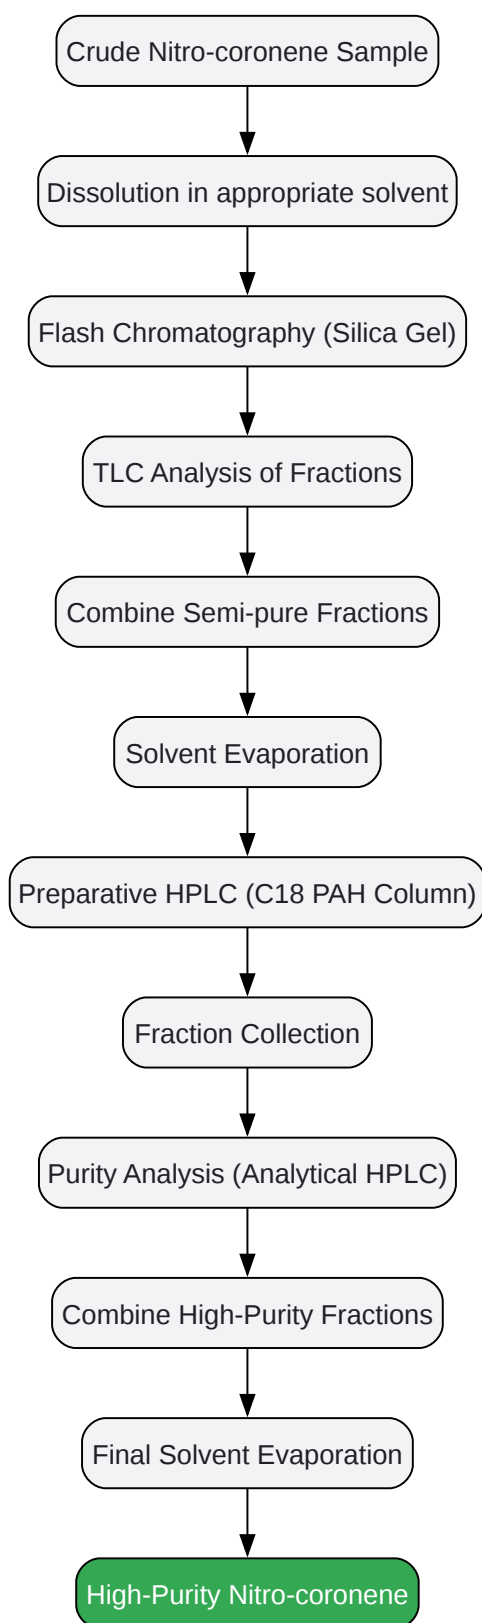 Crude Nitro-coronene Sample
Dissolution in appropriate solvent
Flash Chromatography (Silica Gel)
TLC Analysis of Fractions
Combine Semi-pure Fractions
Solvent Evaporation
Preparative HPLC (C18 PAH Column)
Fraction Collection
Purity Analysis (Analytical HPLC)
Combine High-Purity Fractions
Final Solvent Evaporation
High-Purity Nitro-coronene